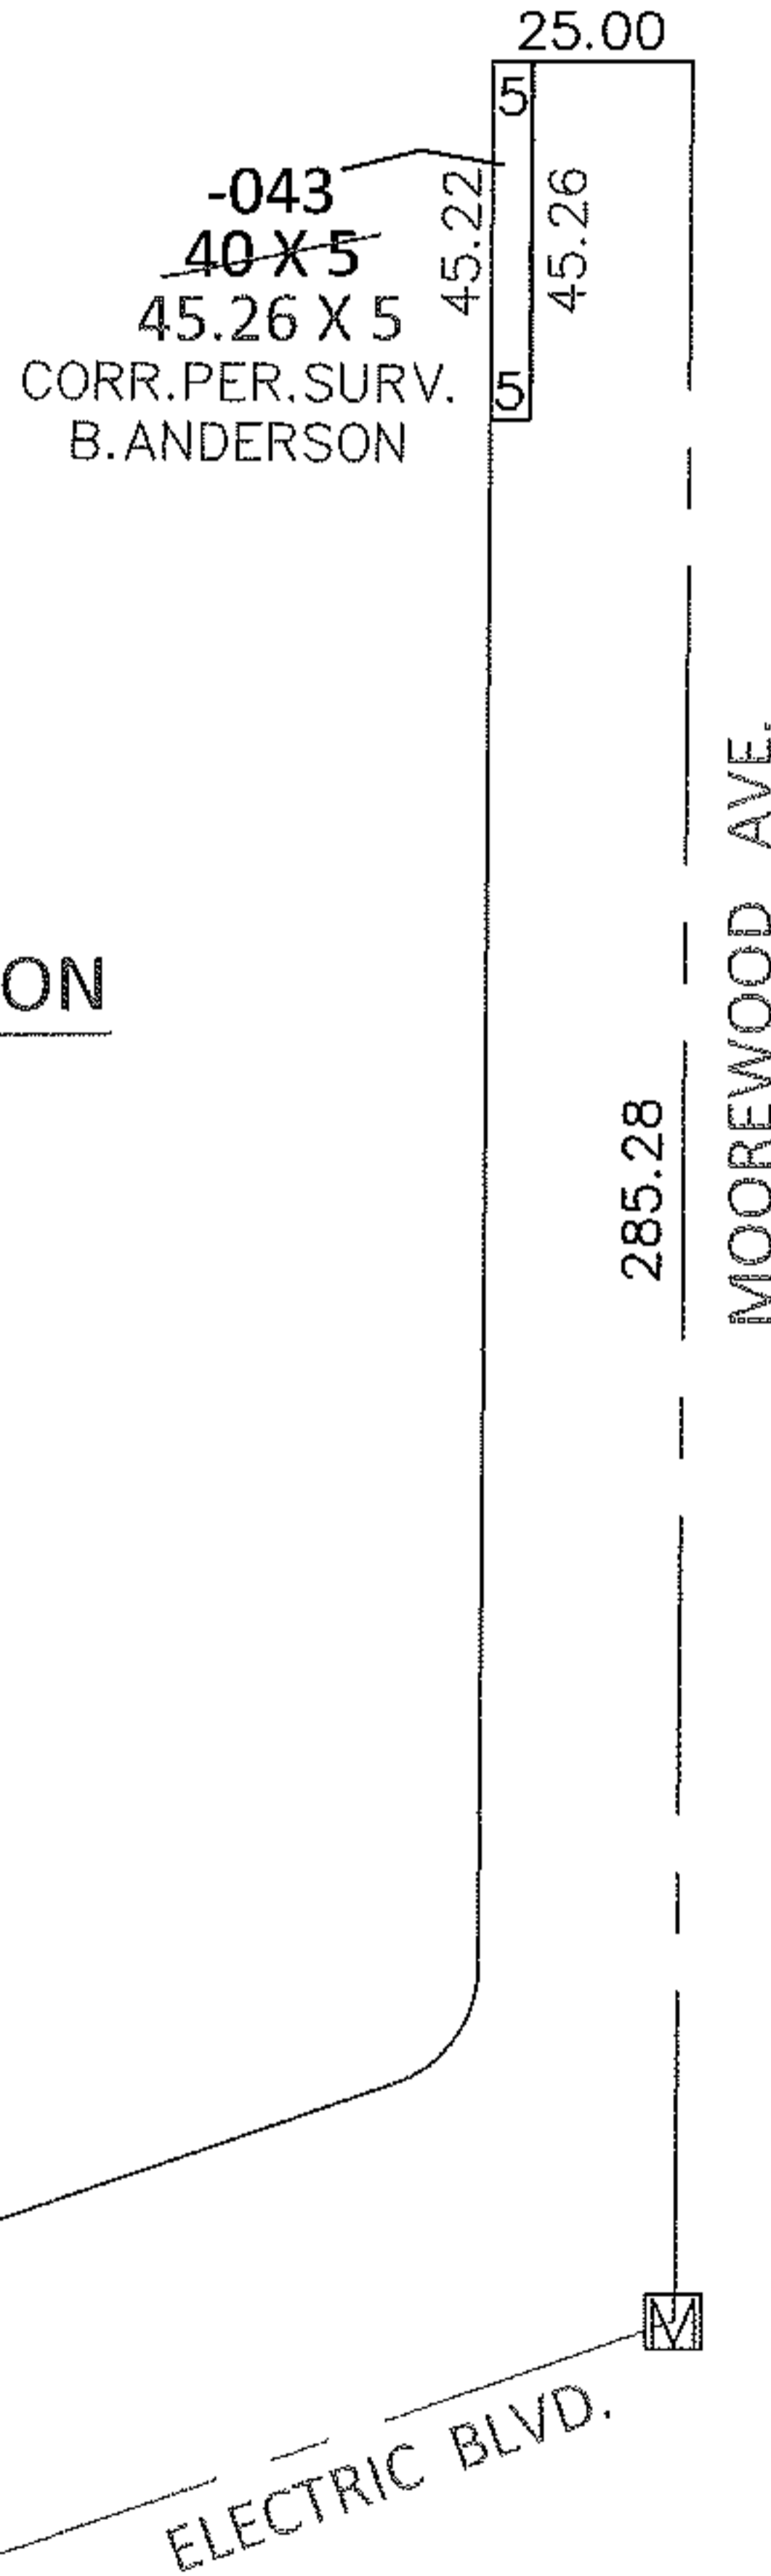 25.00
5
-043
40 X 5
45.26 X 5
CORR.PER.SURV.
B.ANDERSON
45.22
45.26
5
MOOREWOOD AVE.
ON
285.28
M
ELECTRIC BLVD.